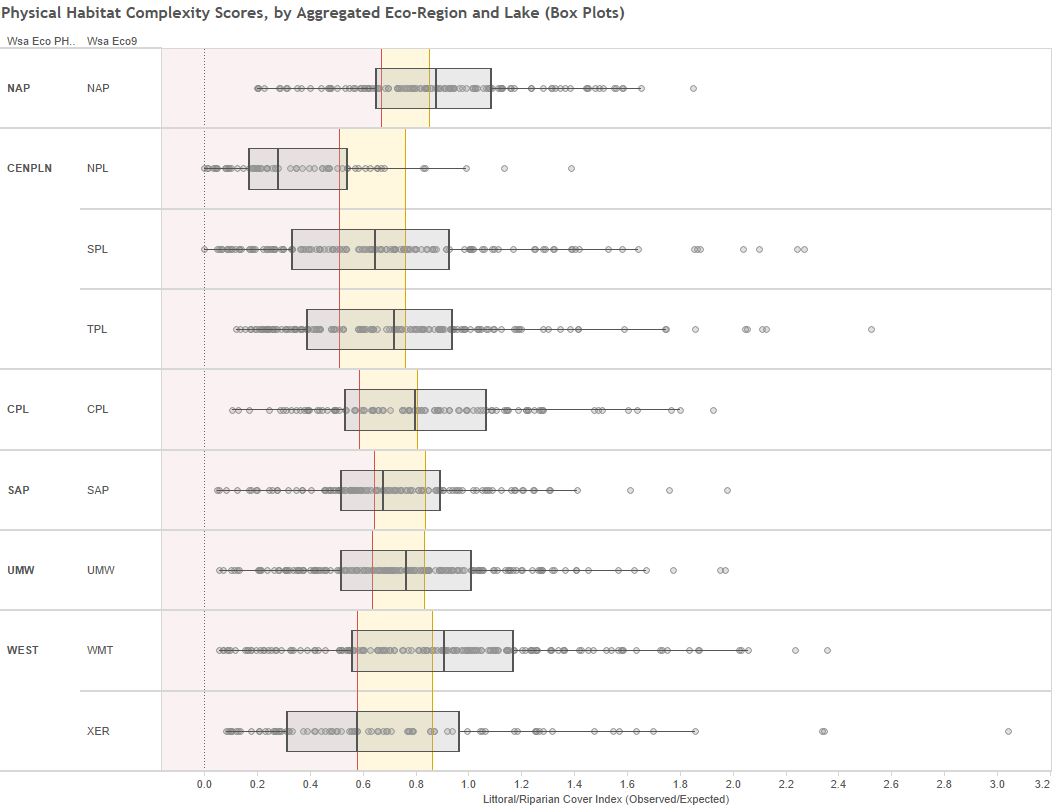 Physical Habitat Complexity Scores, by Aggregated Eco-Region and Lake (Box Plots)
Wsa Eco PH.. Wsa Eco9
NAP NAP
CENPLN NPL
SPL
TPL
CPL CPL
SAP SAP
UMW UMW
WEST WMT
XER
0.0 0.2 0.4 0.6 0.8 1.0 1.2 1.4 1.6 1.8 2.0 2.2 2.4 2.6 2.8 3.0 3.2
Littoral/Riparian Cover Index (Observed/Expected)